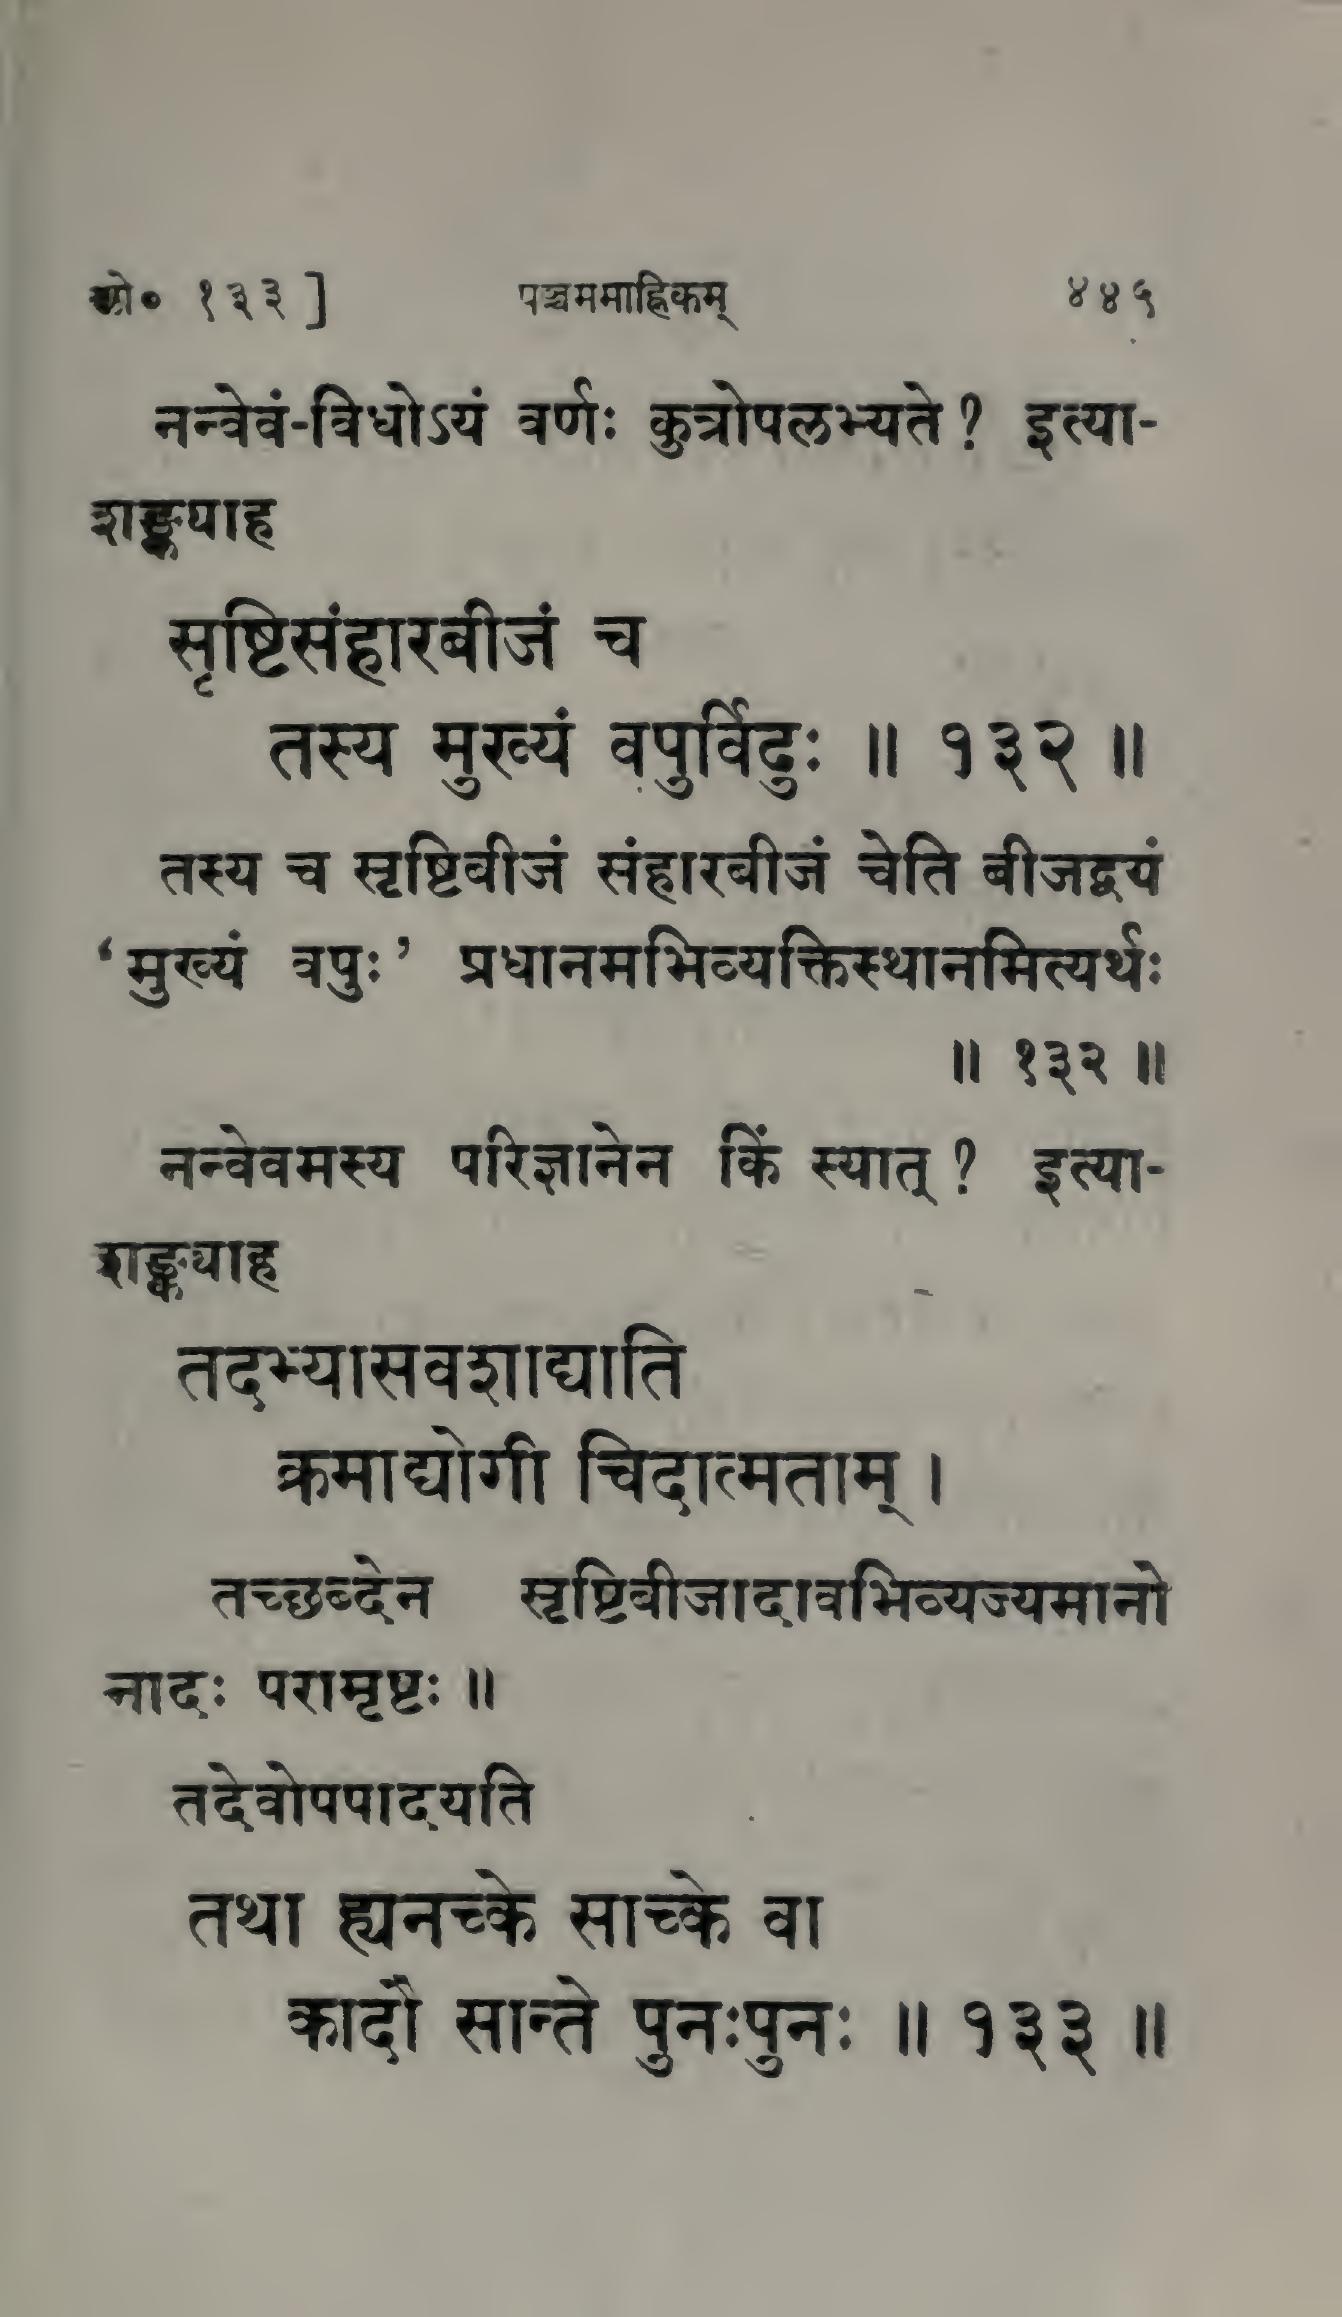 श्लो० १३३ ] पञ्चममाह्निकम् ४४५
नन्वेवं-विधोऽयं वर्णः कुत्रोपलभ्यते ? इत्या-
शङ्क्याह
सृष्टिसंहारबीजं च
तस्य मुख्यं वपुर्विदुः ॥ १३२ ॥
तस्य च सृष्टिबीजं संहारबीजं चेति बीजद्वयं
‘मुख्यं वपुः’ प्रधानमभिव्यक्तिस्थानमित्यर्थः
॥ १३२ ॥
नन्वेवमस्य परिज्ञानेन किं स्यात् ? इत्या-
शङ्क्याह
तदभ्यासवशाद्याति
क्रमाद्योगी चिदात्मताम् ।
तच्छब्देन सृष्टिबीजादावभिव्यज्यमानो
नादः परामृष्टः ॥
तदेवोपपादयति
तथा ह्यनच्के साच्के वा
कादौ सान्ते पुनःपुनः ॥ १३३ ॥